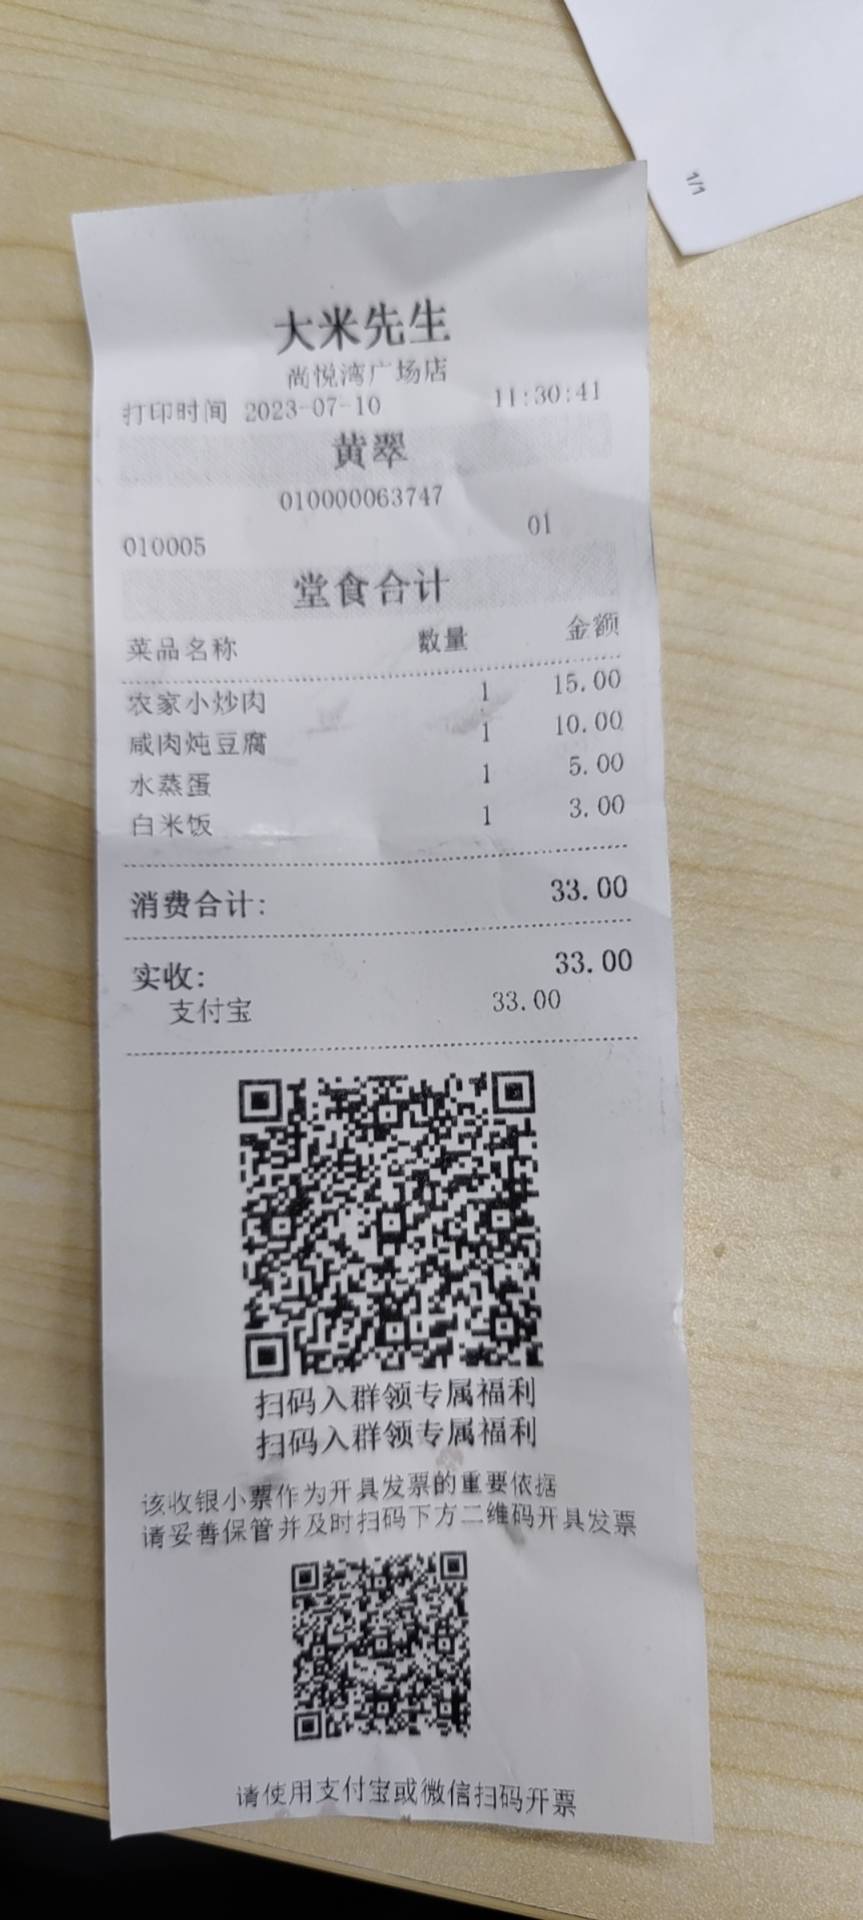 1/1
大米先生
尚悦湾广场店
打印时间 2023-07-10 11:30:41
黄翠
010000063747
010005 01
堂食合计
菜品名称 数量 金额
农家小炒肉 1 15.00
咸肉炖豆腐 1 10.00
水蒸蛋 1 5.00
白米饭 1 3.00
消费合计: 33.00
实收: 33.00
支付宝 33.00
扫码入群领专属福利
扫码入群领专属福利
该收银小票作为开具发票的重要依据
请妥善保管并及时扫码下方二维码开具发票
请使用支付宝或微信扫码开票